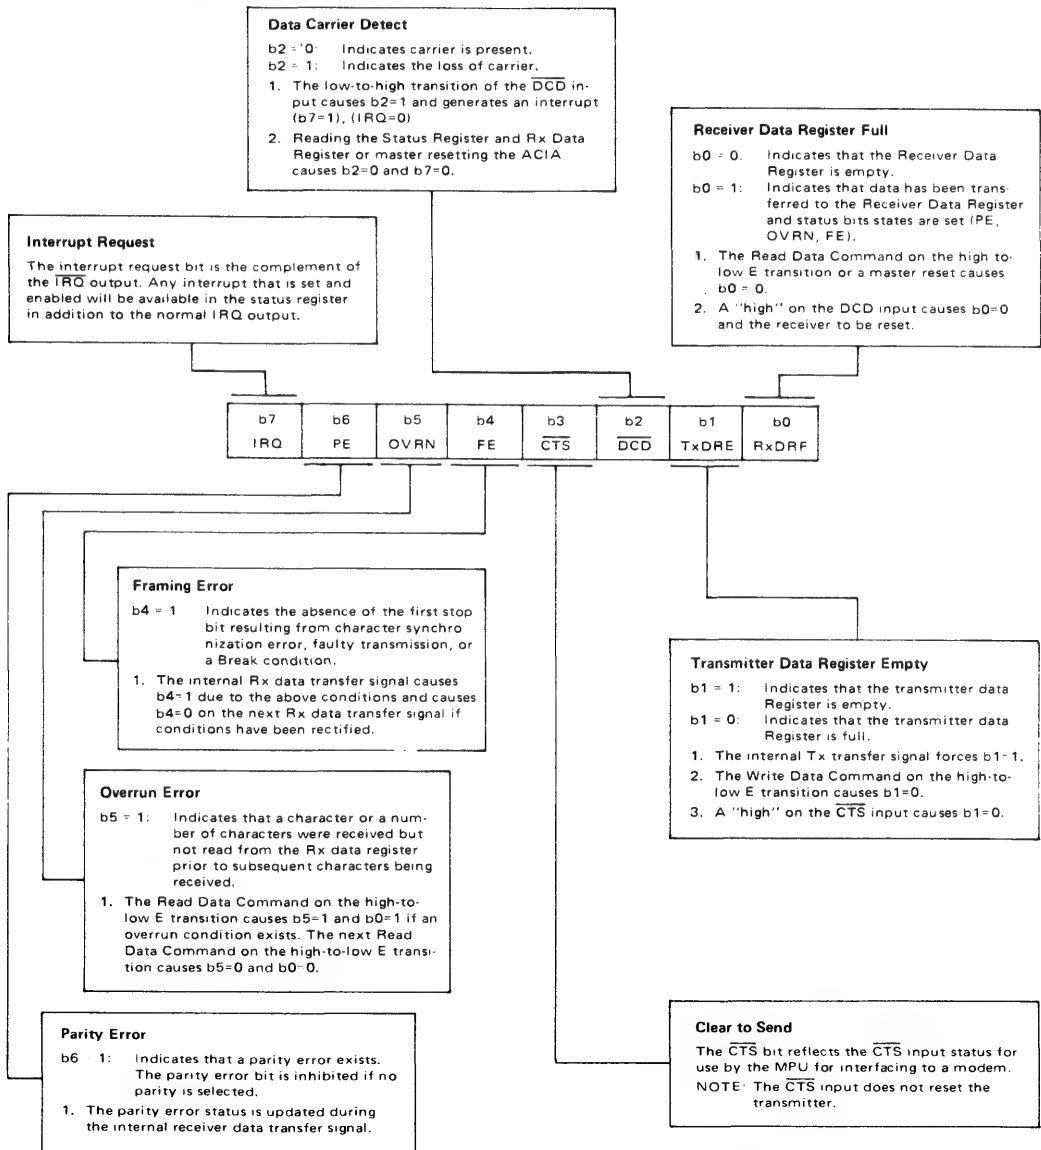 Data Carrier Detect
b2 = '0· Indicates carrier is present.
b2 = 1: Indicates the loss of carrier.
1. The low-to-high transition of the D̅C̅D̅ in-
put causes b2=1 and generates an interrupt
(b7=1), (IRQ=0)
2. Reading the Status Register and Rx Data
Register or master resetting the ACIA
causes b2=0 and b7=0.
Receiver Data Register Full
b0 = 0. Indicates that the Receiver Data
Register is empty.
b0 = 1: Indicates that data has been trans-
ferred to the Receiver Data Register
and status bits states are set (PE,
OVRN, FE).
1. The Read Data Command on the high to-
low E transition or a master reset causes
b0 = 0.
2. A "high" on the DCD input causes b0=0
and the receiver to be reset.
Interrupt Request
The interrupt request bit is the complement of
the I̅R̅Q̅ output. Any interrupt that is set and
enabled will be available in the status register
in addition to the normal IRQ output.
b7 b6 b5 b4 b3 b2 b1 b0
IRQ PE OVRN FE C̅T̅S̅ D̅C̅D̅ TxDRE RxDRF
Framing Error
b4 = 1 Indicates the absence of the first stop
bit resulting from character synchro
nization error, faulty transmission, or
a Break condition.
1. The internal Rx data transfer signal causes
b4=1 due to the above conditions and causes
b4=0 on the next Rx data transfer signal if
conditions have been rectified.
Transmitter Data Register Empty
b1 = 1: Indicates that the transmitter data
Register is empty.
b1 = 0: Indicates that the transmitter data
Register is full.
1. The internal Tx transfer signal forces b1-1.
2. The Write Data Command on the high-to-
low E transition causes b1=0.
3. A "high" on the C̅T̅S̅ input causes b1=0.
Overrun Error
b5 = 1: Indicates that a character or a num-
ber of characters were received but
not read from the Rx data register
prior to subsequent characters being
received.
1. The Read Data Command on the high-to-
low E transition causes b5=1 and b0=1 if an
overrun condition exists. The next Read
Data Command on the high-to-low E transi-
tion causes b5=0 and b0-0.
Parity Error
b6 1: Indicates that a parity error exists.
The parity error bit is inhibited if no
parity is selected.
1. The parity error status is updated during
the internal receiver data transfer signal.
Clear to Send
The C̅T̅S̅ bit reflects the C̅T̅S̅ input status for
use by the MPU for interfacing to a modem.
NOTE· The C̅T̅S̅ input does not reset the
transmitter.